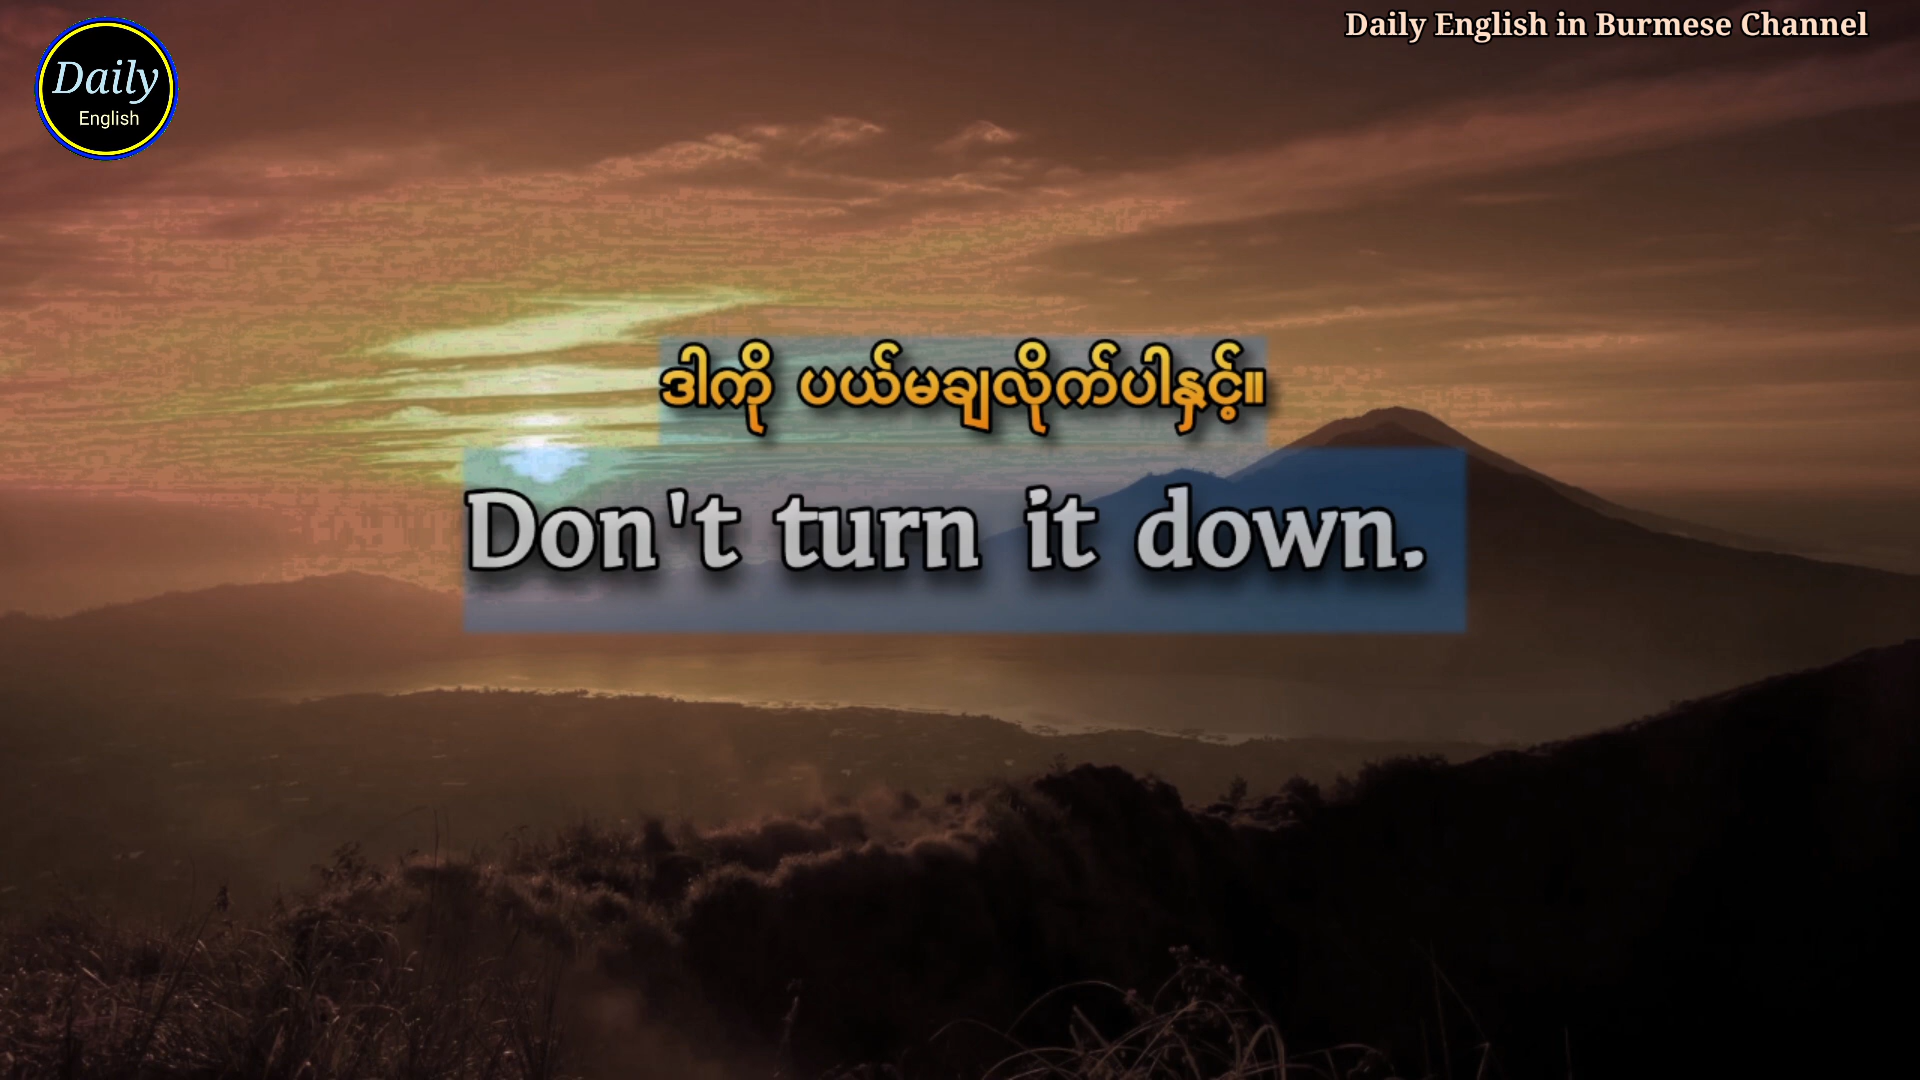 Daily English in Burmese Channel
Daily
English
ဒါကို ပယ်မချလိုက်ပါနှင့်။
Don't turn it down.